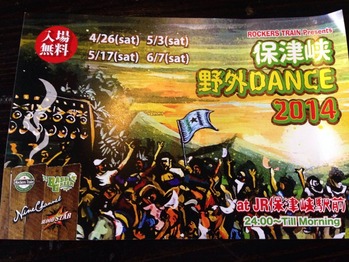 入場
無料
4/26(sat) 5/3(sat)
5/17(sat) 6/7(sat)
ROCKERS TRAIN Presents
保津峡
野外DANCE
2014
at JR保津峡駅前
24:00~Till Morning